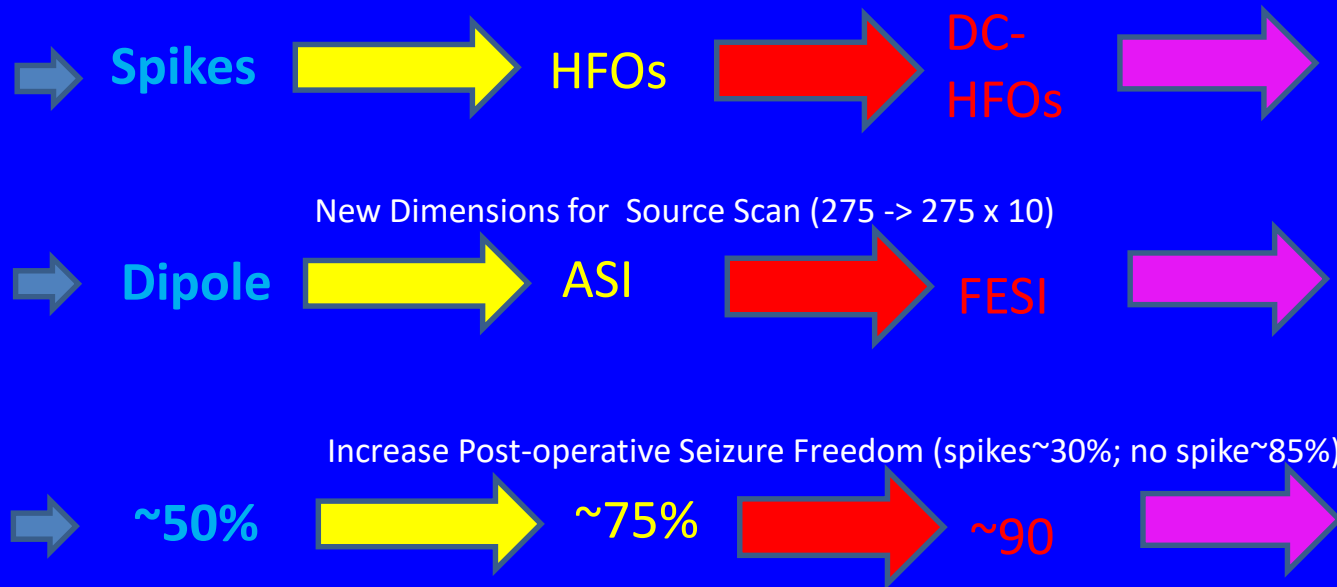 Spikes HFOs DC-
HFOs
New Dimensions for Source Scan (275 -> 275 x 10)
Dipole ASI FESI
Increase Post-operative Seizure Freedom (spikes~30%; no spike~85%)
~50% ~75% ~90